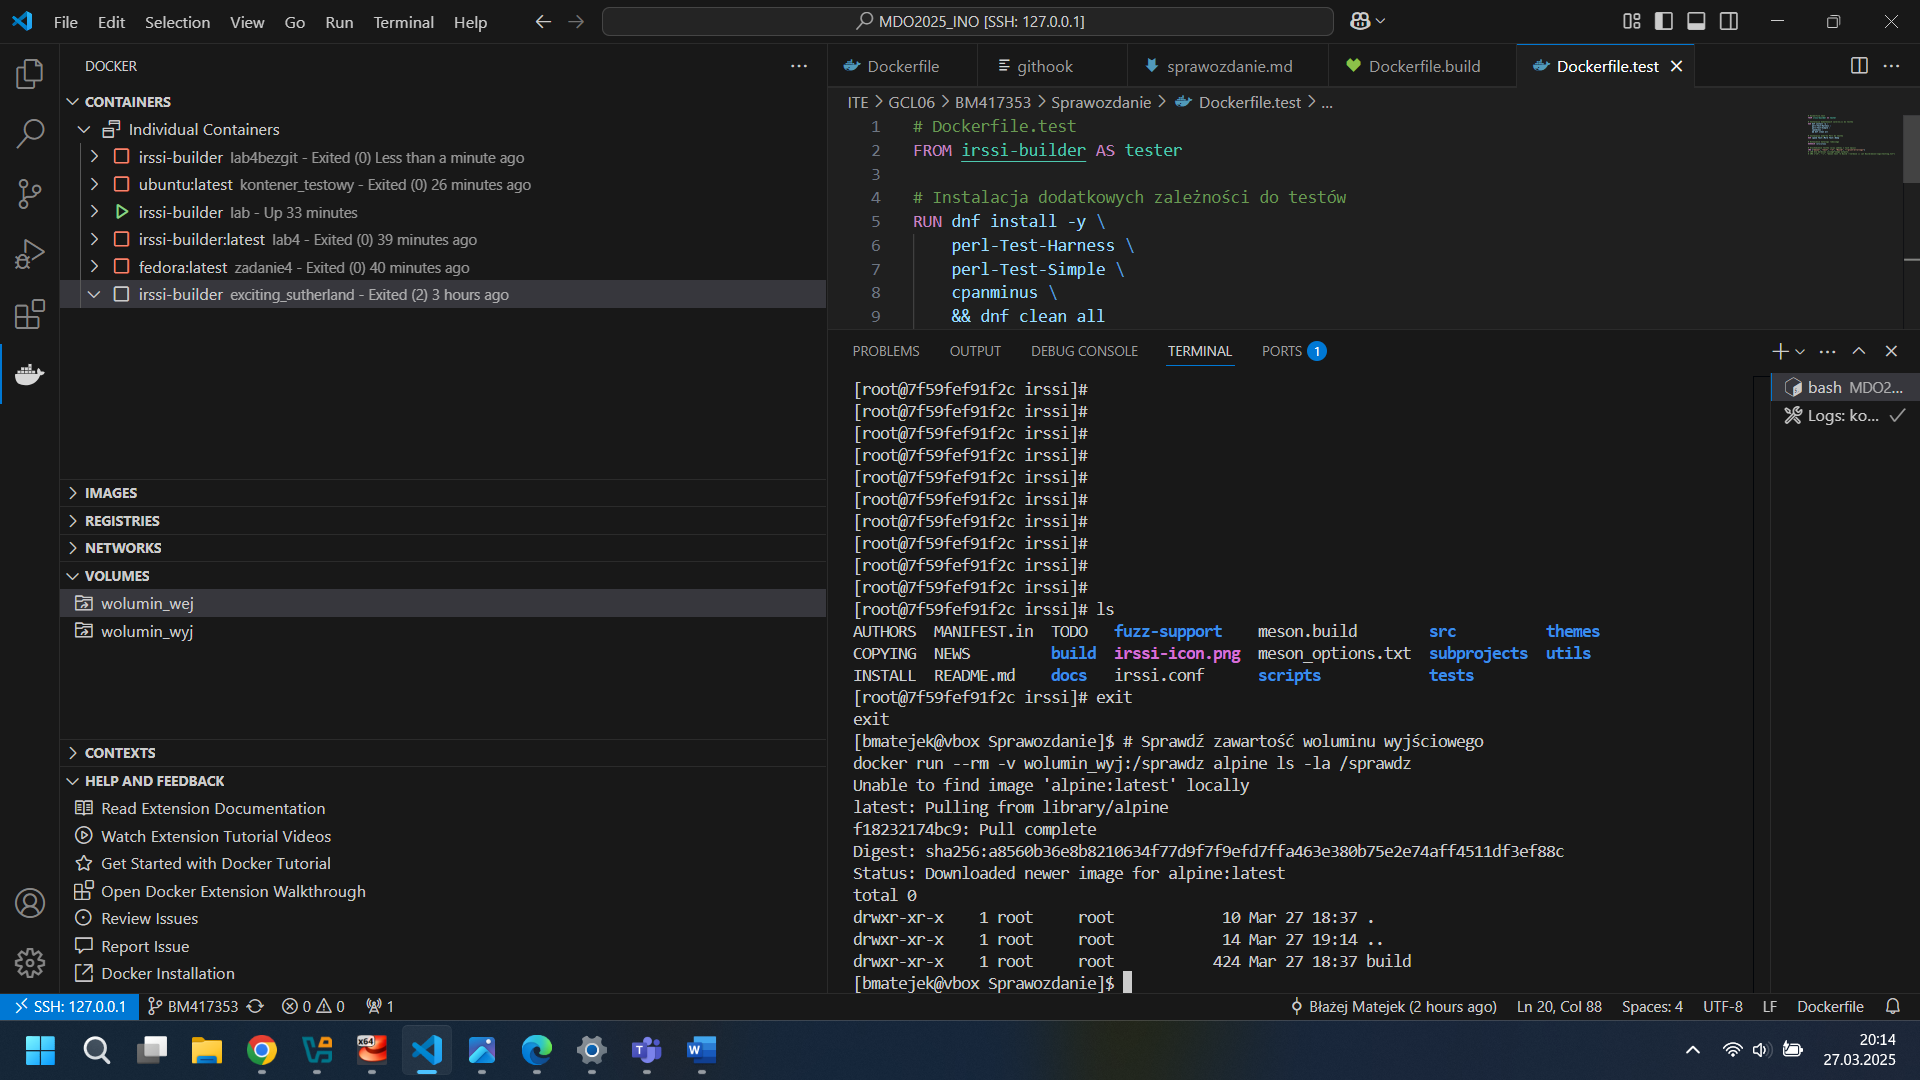 File Edit Selection View Go Run Terminal Help
MDO2025_INO [SSH: 127.0.0.1]
DOCKER
CONTAINERS
Individual Containers
irssi-builder lab4bezgit - Exited (0) Less than a minute ago
ubuntu:latest kontener_testowy - Exited (0) 26 minutes ago
irssi-builder lab - Up 33 minutes
irssi-builder:latest lab4 - Exited (0) 39 minutes ago
fedora:latest zadanie4 - Exited (0) 40 minutes ago
irssi-builder exciting_sutherland - Exited (2) 3 hours ago
IMAGES
REGISTRIES
NETWORKS
VOLUMES
wolumin_wej
wolumin_wyj
CONTEXTS
HELP AND FEEDBACK
Read Extension Documentation
Watch Extension Tutorial Videos
Get Started with Docker Tutorial
Open Docker Extension Walkthrough
Review Issues
Report Issue
Docker Installation
Dockerfile githook sprawozdanie.md Dockerfile.build Dockerfile.test
ITE > GCL06 > BM417353 > Sprawozdanie > Dockerfile.test > ...
1 # Dockerfile.test
2 FROM irssi-builder AS tester
3
4 # Instalacja dodatkowych zależności do testów
5 RUN dnf install -y \
6 perl-Test-Harness \
7 perl-Test-Simple \
8 cpanminus \
9 && dnf clean all
PROBLEMS OUTPUT DEBUG CONSOLE TERMINAL PORTS 1
bash MDO2...
Logs: ko...
[root@7f59fef91f2c irssi]#
[root@7f59fef91f2c irssi]#
[root@7f59fef91f2c irssi]#
[root@7f59fef91f2c irssi]#
[root@7f59fef91f2c irssi]#
[root@7f59fef91f2c irssi]#
[root@7f59fef91f2c irssi]#
[root@7f59fef91f2c irssi]#
[root@7f59fef91f2c irssi]#
[root@7f59fef91f2c irssi]#
[root@7f59fef91f2c irssi]# ls
AUTHORS MANIFEST.in TODO fuzz-support meson.build src themes
COPYING NEWS build irssi-icon.png meson_options.txt subprojects utils
INSTALL README.md docs irssi.conf scripts tests
[root@7f59fef91f2c irssi]# exit
exit
[bmatejek@vbox Sprawozdanie]$ # Sprawdź zawartość woluminu wyjściowego
docker run --rm -v wolumin_wyj:/sprawdz alpine ls -la /sprawdz
Unable to find image 'alpine:latest' locally
latest: Pulling from library/alpine
f18232174bc9: Pull complete
Digest: sha256:a8560b36e8b8210634f77d9f7f9efd7ffa463e380b75e2e74aff4511df3ef88c
Status: Downloaded newer image for alpine:latest
total 0
drwxr-xr-x 1 root root 10 Mar 27 18:37 .
drwxr-xr-x 1 root root 14 Mar 27 19:14 ..
drwxr-xr-x 1 root root 424 Mar 27 18:37 build
[bmatejek@vbox Sprawozdanie]$
SSH: 127.0.0.1 BM417353 0 0 1 Błażej Matejek (2 hours ago) Ln 20, Col 88 Spaces: 4 UTF-8 LF Dockerfile
x64
20:14
27.03.2025